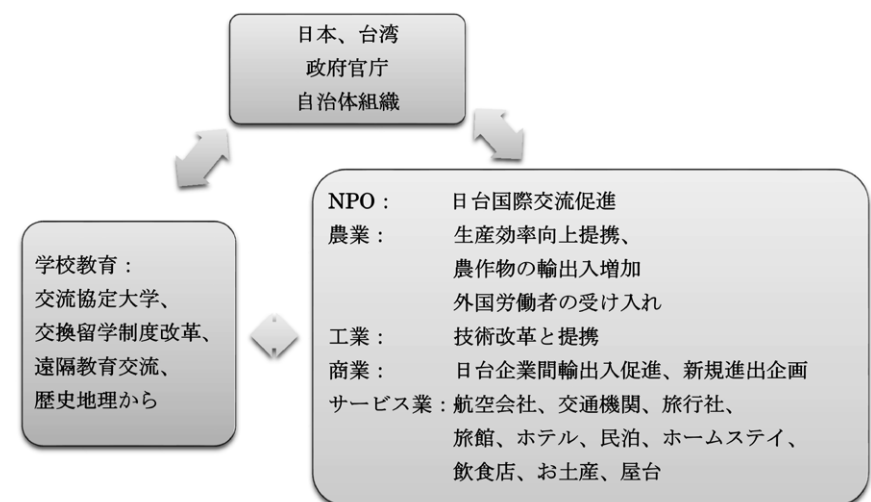 日本、台湾
政府官庁
自治体組織
学校教育：
交流協定大学、
交換留学制度改革、
遠隔教育交流、
歴史地理から
NPO： 日台国際交流促進
農業： 生産効率向上提携、
農作物の輸出入増加
外国労働者の受け入れ
工業： 技術改革と提携
商業： 日台企業間輸出入促進、新規進出企画
サービス業：航空会社、交通機関、旅行社、
旅館、ホテル、民泊、ホームステイ、
飲食店、お土産、屋台